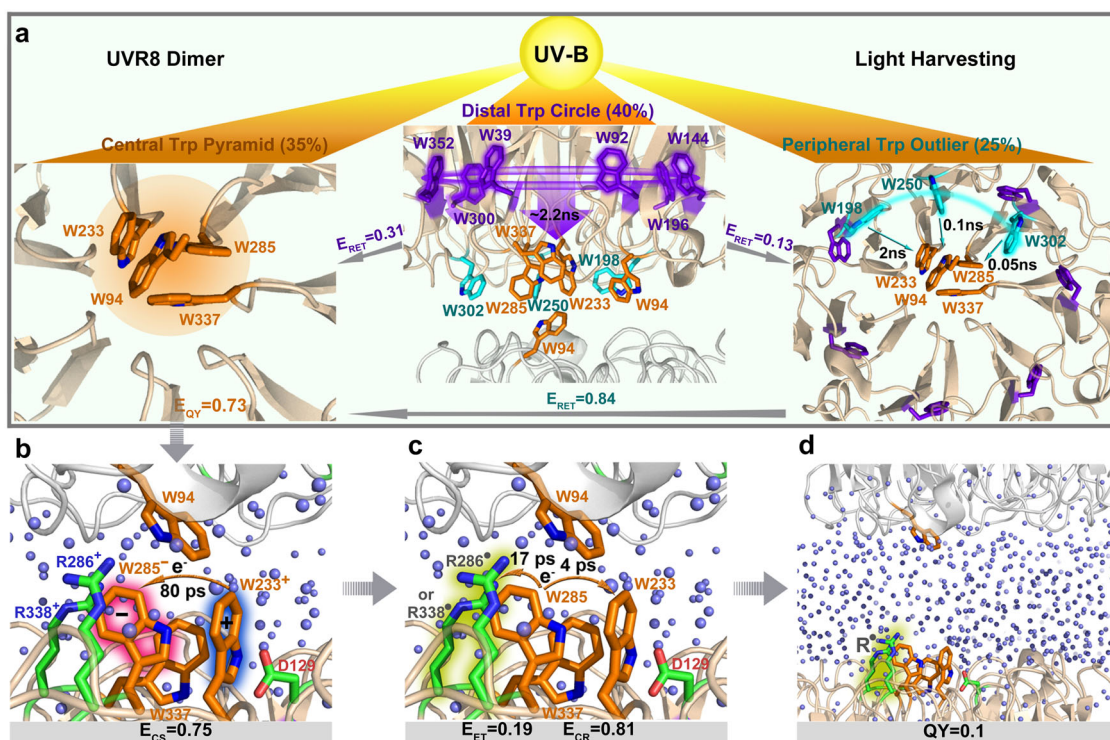 a
UVR8 Dimer
UV-B
Light Harvesting
Central Trp Pyramid (35%)
W233
W285
W94
W337
E_QY=0.73
Distal Trp Circle (40%)
W352
W39
W92
W144
W300
~2.2ns
W196
W337
W198
W302
W285
W250
W233
W94
W94
E_RET=0.31
E_RET=0.13
E_RET=0.84
Peripheral Trp Outlier (25%)
W250
W198
0.1ns
W302
2ns
W233
W285
0.05ns
W94
W337
b
W94
R286⁺
W285⁻
e⁻
W233⁺
80 ps
R338⁺
−
+
D129
W337
E_CS=0.75
c
W94
R286•
17 ps
4 ps
e⁻
W233
or
W285
R338•
D129
W337
E_ET=0.19 E_CR=0.81
d
R•
QY=0.1